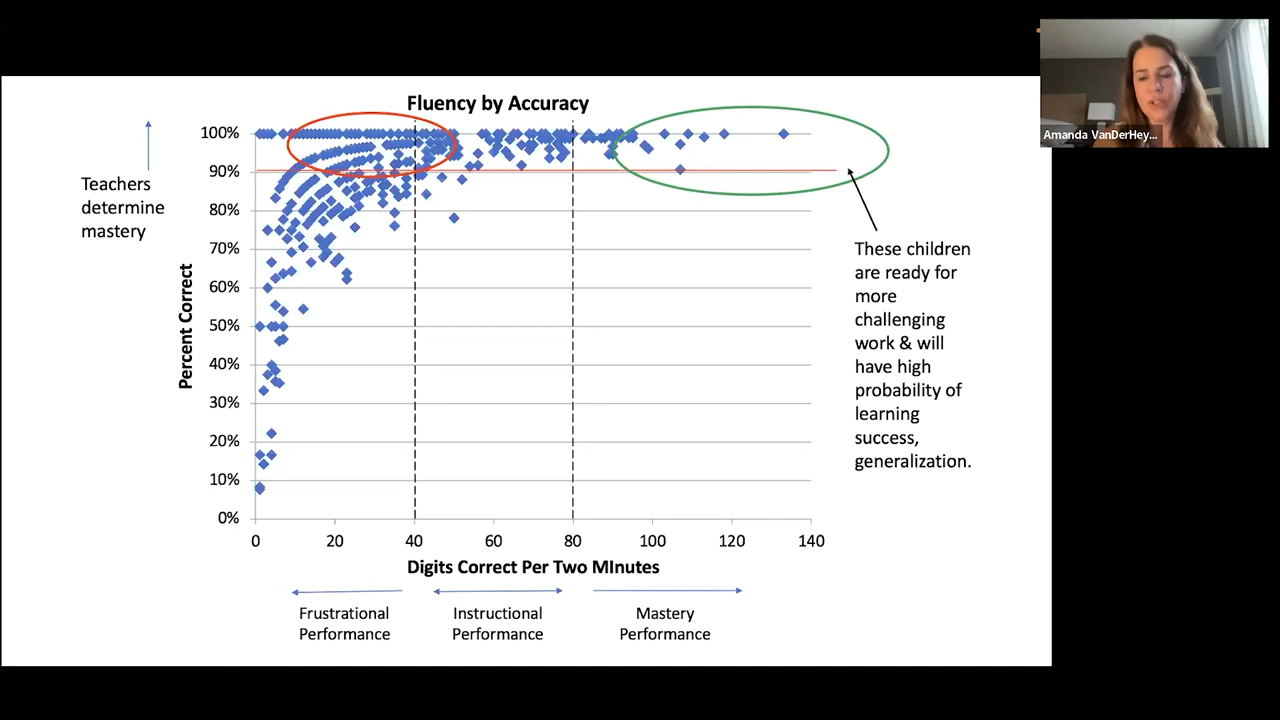 Amanda VanDerHey...
Fluency by Accuracy
Teachers
determine
mastery
Percent Correct
100%
90%
80%
70%
60%
50%
40%
30%
20%
10%
0%
0 20 40 60 80 100 120 140
Digits Correct Per Two MInutes
Frustrational
Performance
Instructional
Performance
Mastery
Performance
These children
are ready for
more
challenging
work & will
have high
probability of
learning
success,
generalization.